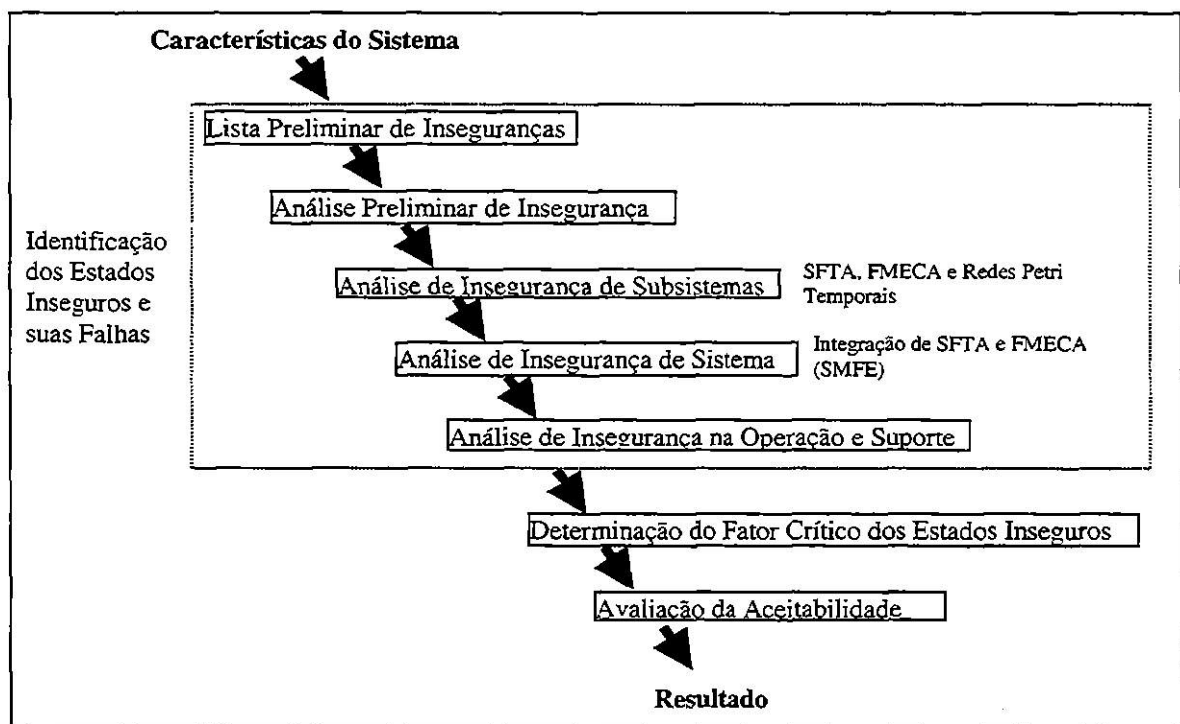 Características do Sistema
Lista Preliminar de Inseguranças
Análise Preliminar de Insegurança
Identificação
dos Estados
Inseguros e
suas Falhas
Análise de Insegurança de Subsistemas
SFTA, FMECA e Redes Petri
Temporais
Análise de Insegurança de Sistema
Integração de SFTA e FMECA
(SMFE)
Análise de Insegurança na Operação e Suporte
Determinação do Fator Crítico dos Estados Inseguros
Avaliação da Aceitabilidade
Resultado